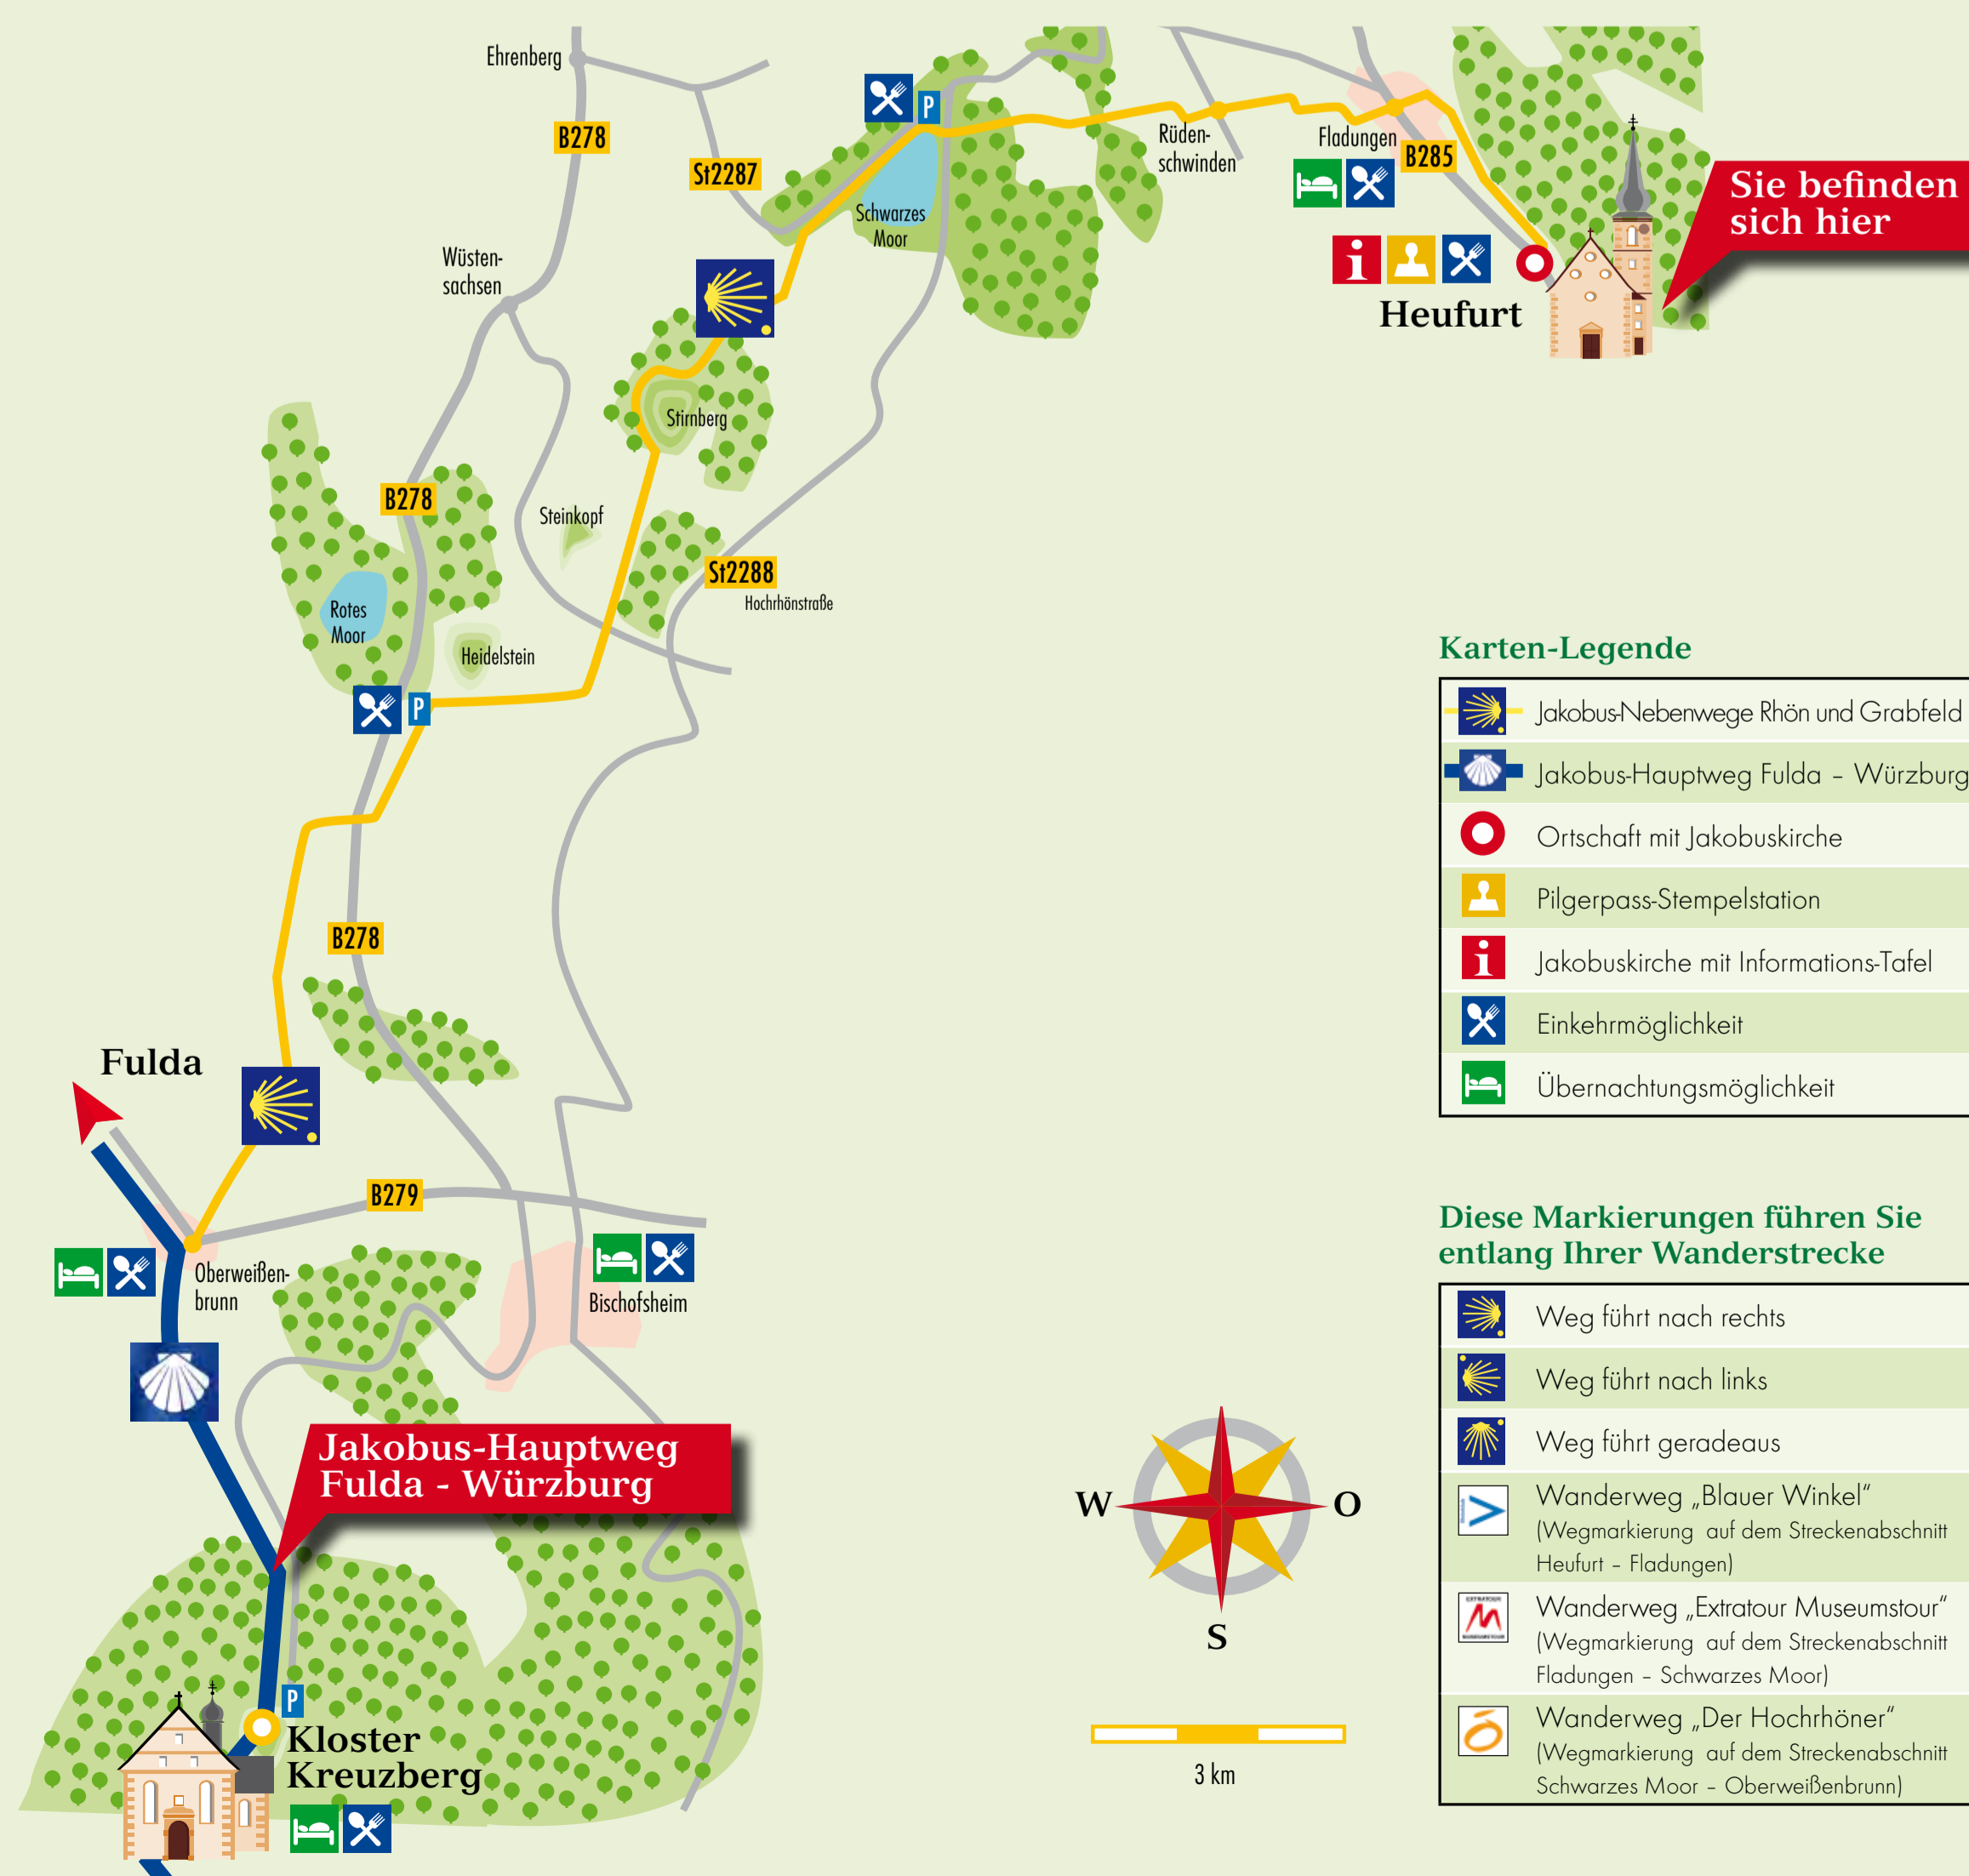 Ehrenberg
B278
St2287
P
Schwarzes
Moor
Rüden-
schwinden
Fladungen
B285
Sie befinden
sich hier
i
Heufurt
Wüsten-
sachsen
Stirnberg
B278
Steinkopf
St2288
Hochrhönstraße
Rotes
Moor
Heidelstein
P
B278
Fulda
B279
Oberweißen-
brunn
Bischofsheim
Jakobus-Hauptweg
Fulda - Würzburg
P
Kloster
Kreuzberg
W
O
S
3 km
Karten-Legende
Jakobus-Nebenwege Rhön und Grabfeld
Jakobus-Hauptweg Fulda – Würzburg
Ortschaft mit Jakobuskirche
Pilgerpass-Stempelstation
i
Jakobuskirche mit Informations-Tafel
Einkehrmöglichkeit
Übernachtungsmöglichkeit
Diese Markierungen führen Sie
entlang Ihrer Wanderstrecke
Weg führt nach rechts
Weg führt nach links
Weg führt geradeaus
Wanderweg „Blauer Winkel“
(Wegmarkierung auf dem Streckenabschnitt
Heufurt – Fladungen)
EXTRATOUR
M
MUSEUMSTOUR
Wanderweg „Extratour Museumstour“
(Wegmarkierung auf dem Streckenabschnitt
Fladungen – Schwarzes Moor)
Ö
Wanderweg „Der Hochrhöner“
(Wegmarkierung auf dem Streckenabschnitt
Schwarzes Moor – Oberweißenbrunn)